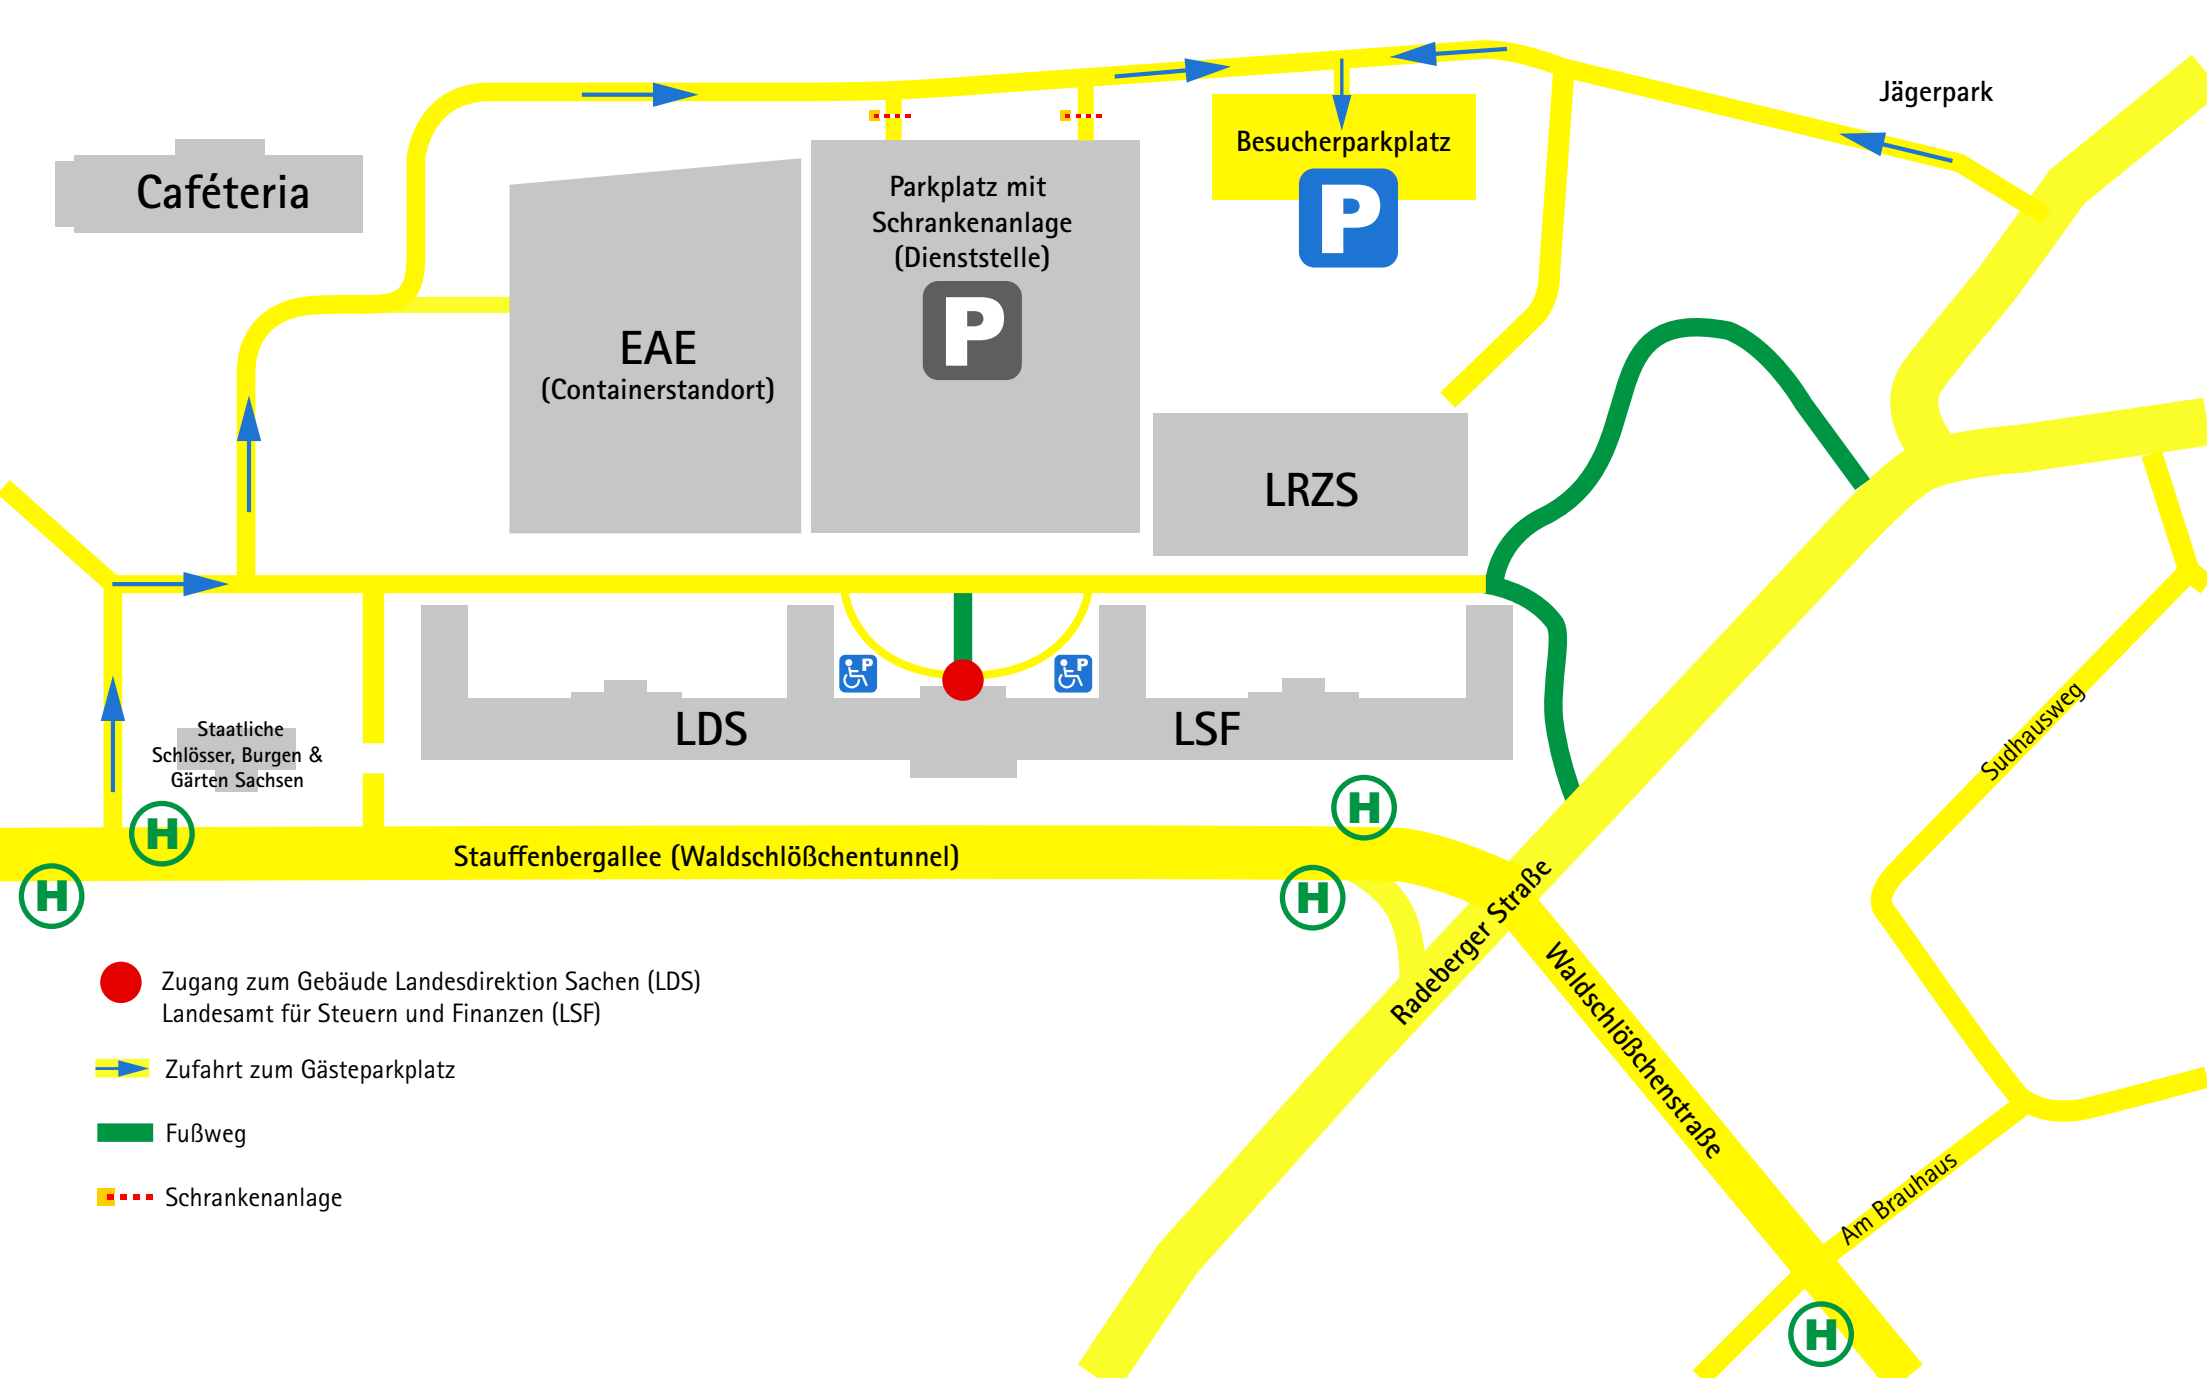 Jägerpark
Besucherparkplatz
P
Caféteria
Parkplatz mit
Schrankenanlage
(Dienststelle)
P
EAE
(Containerstandort)
LRZS
P
P
LDS
LSF
Staatliche
Schlösser, Burgen &
Gärten Sachsen
Sudhausweg
H
H
H
H
Stauffenbergallee (Waldschlößchentunnel)
Radeberger Straße
Waldschlößchenstraße
Am Brauhaus
H
Zugang zum Gebäude Landesdirektion Sachen (LDS)
Landesamt für Steuern und Finanzen (LSF)
Zufahrt zum Gästeparkplatz
Fußweg
Schrankenanlage